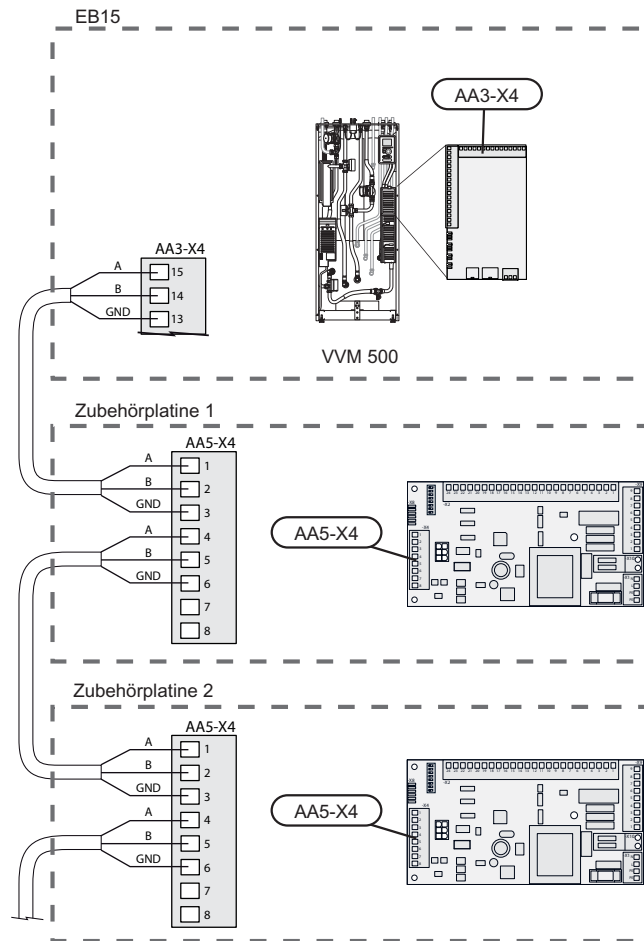 EB15
AA3-X4
AA3-X4
A 15
B 14
GND 13
VVM 500
Zubehörplatine 1
AA5-X4
A 1
B 2
GND 3
A 4
B 5
GND 6
7
8
AA5-X4
Zubehörplatine 2
AA5-X4
A 1
B 2
GND 3
A 4
B 5
GND 6
7
8
AA5-X4